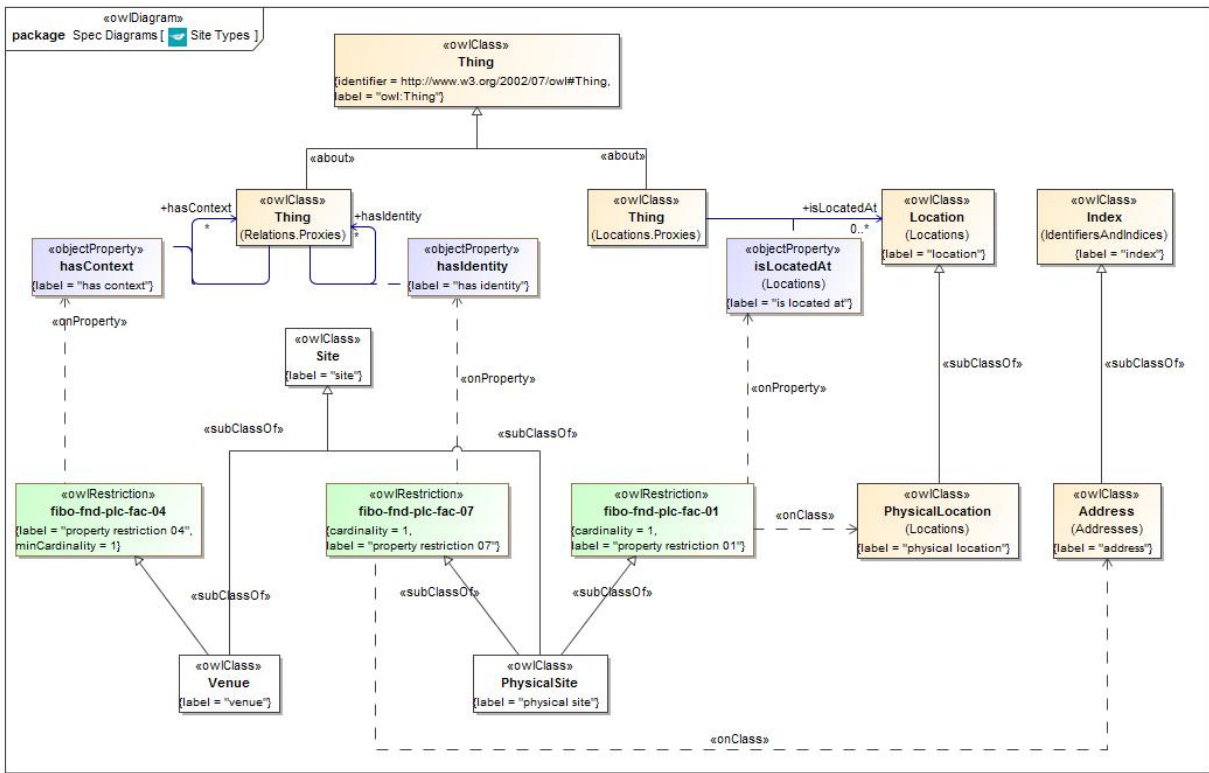 «owlDiagram»
package Spec Diagrams [ Site Types ]
«owlClass»
Thing
{identifier = http://www.w3.org/2002/07/owl#Thing,
label = "owl:Thing"}
«about»
«about»
+hasContext
*
«owlClass»
Thing
(Relations.Proxies)
+hasIdentity
*
«owlClass»
Thing
(Locations.Proxies)
+isLocatedAt
0..*
«owlClass»
Location
(Locations)
{label = "location"}
«owlClass»
Index
(IdentifiersAndIndices)
{label = "index"}
«objectProperty»
hasContext
{label = "has context"}
«objectProperty»
hasIdentity
{label = "has identity"}
«objectProperty»
isLocatedAt
(Locations)
{label = "is located at"}
«onProperty»
«owlClass»
Site
{label = "site"}
«onProperty»
«onProperty»
«subClassOf»
«subClassOf»
«subClassOf»
«subClassOf»
«owlRestriction»
fibo-fnd-plc-fac-04
{label = "property restriction 04",
minCardinality = 1}
«owlRestriction»
fibo-fnd-plc-fac-07
{cardinality = 1,
label = "property restriction 07"}
«owlRestriction»
fibo-fnd-plc-fac-01
{cardinality = 1,
label = "property restriction 01"}
«onClass»
«owlClass»
PhysicalLocation
(Locations)
{label = "physical location"}
«owlClass»
Address
(Addresses)
{label = "address"}
«subClassOf»
«subClassOf»
«subClassOf»
«owlClass»
Venue
{label = "venue"}
«owlClass»
PhysicalSite
{label = "physical site"}
«onClass»